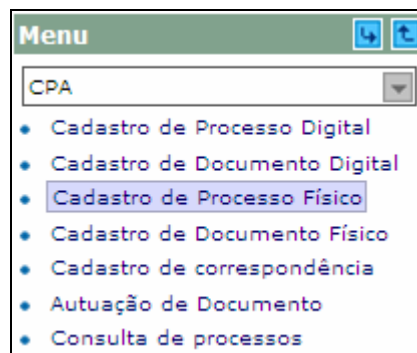 Menu
CPA
Cadastro de Processo Digital
Cadastro de Documento Digital
Cadastro de Processo Físico
Cadastro de Documento Físico
Cadastro de correspondência
Autuação de Documento
Consulta de processos